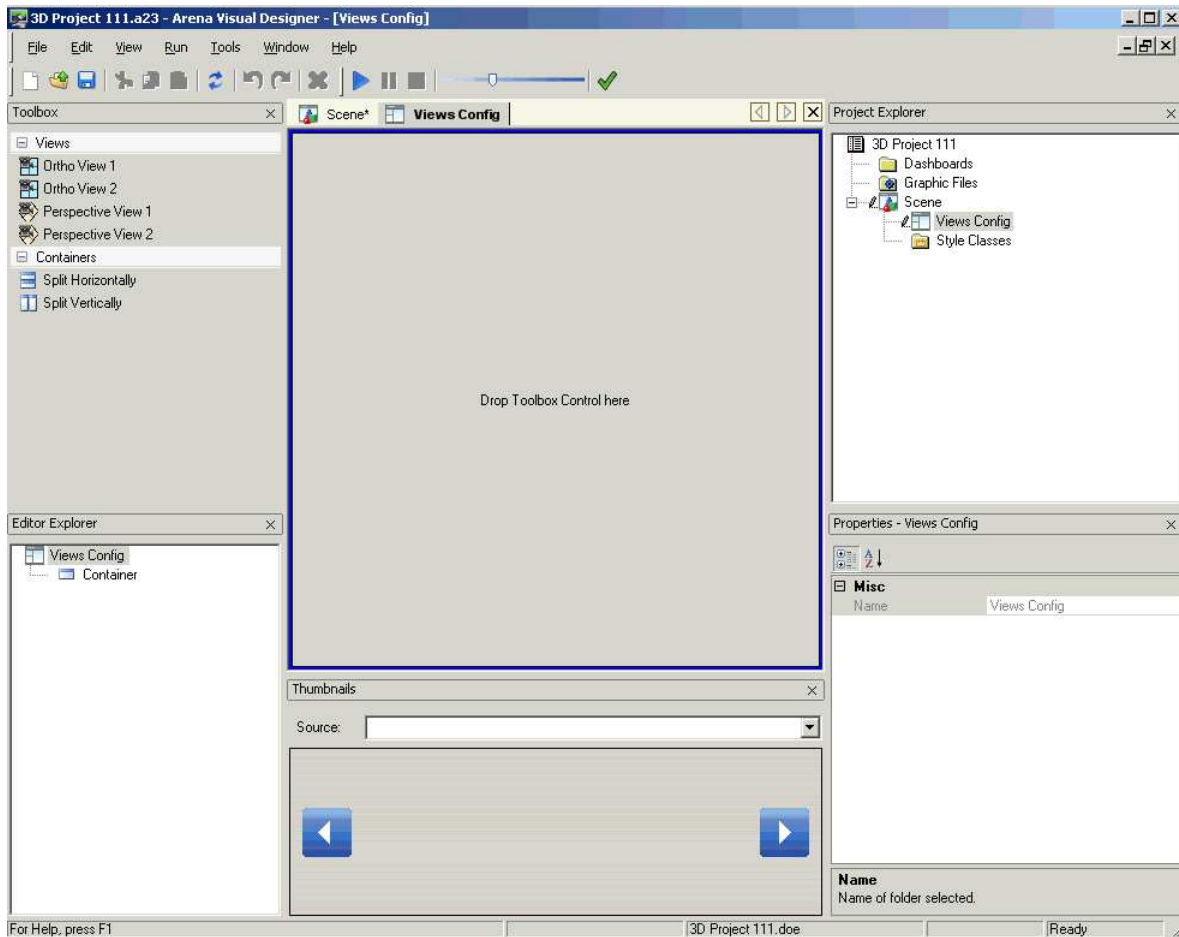 3D Project 111.a23 - Arena Visual Designer - [Views Config]
File Edit View Run Tools Window Help
Toolbox
Views
Ortho View 1
Ortho View 2
Perspective View 1
Perspective View 2
Containers
Split Horizontally
Split Vertically
Scene* Views Config
Drop Toolbox Control here
Project Explorer
3D Project 111
Dashboards
Graphic Files
Scene
Views Config
Style Classes
Editor Explorer
Views Config
Container
Thumbnails
Source:
Properties - Views Config
Misc
Name Views Config
Name
Name of folder selected.
For Help, press F1
3D Project 111.doe
Ready